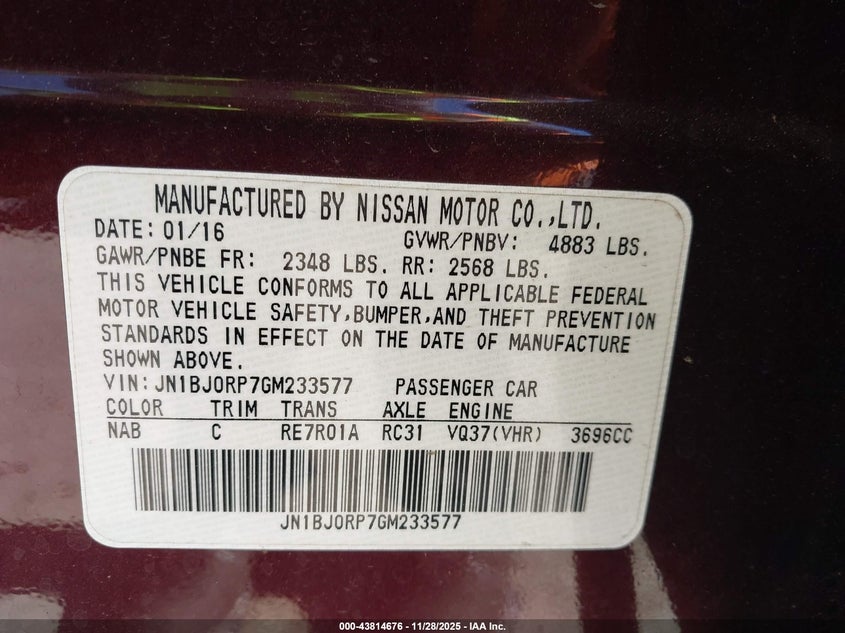 MANUFACTURED BY NISSAN MOTOR CO.,LTD.
DATE: 01/16 GVWR/PNBV: 4883 LBS.
GAWR/PNBE FR: 2348 LBS. RR: 2568 LBS.
THIS VEHICLE CONFORMS TO ALL APPLICABLE FEDERAL
MOTOR VEHICLE SAFETY,BUMPER,AND THEFT PREVENTION
STANDARDS IN EFFECT ON THE DATE OF MANUFACTURE
SHOWN ABOVE.
VIN: JN1BJ0RP7GM233577 PASSENGER CAR
COLOR TRIM TRANS AXLE ENGINE
NAB C RE7R01A RC31 VQ37(VHR) 3696CC
JN1BJ0RP7GM233577
000-43814676 - 11/28/2025 - IAA Inc.